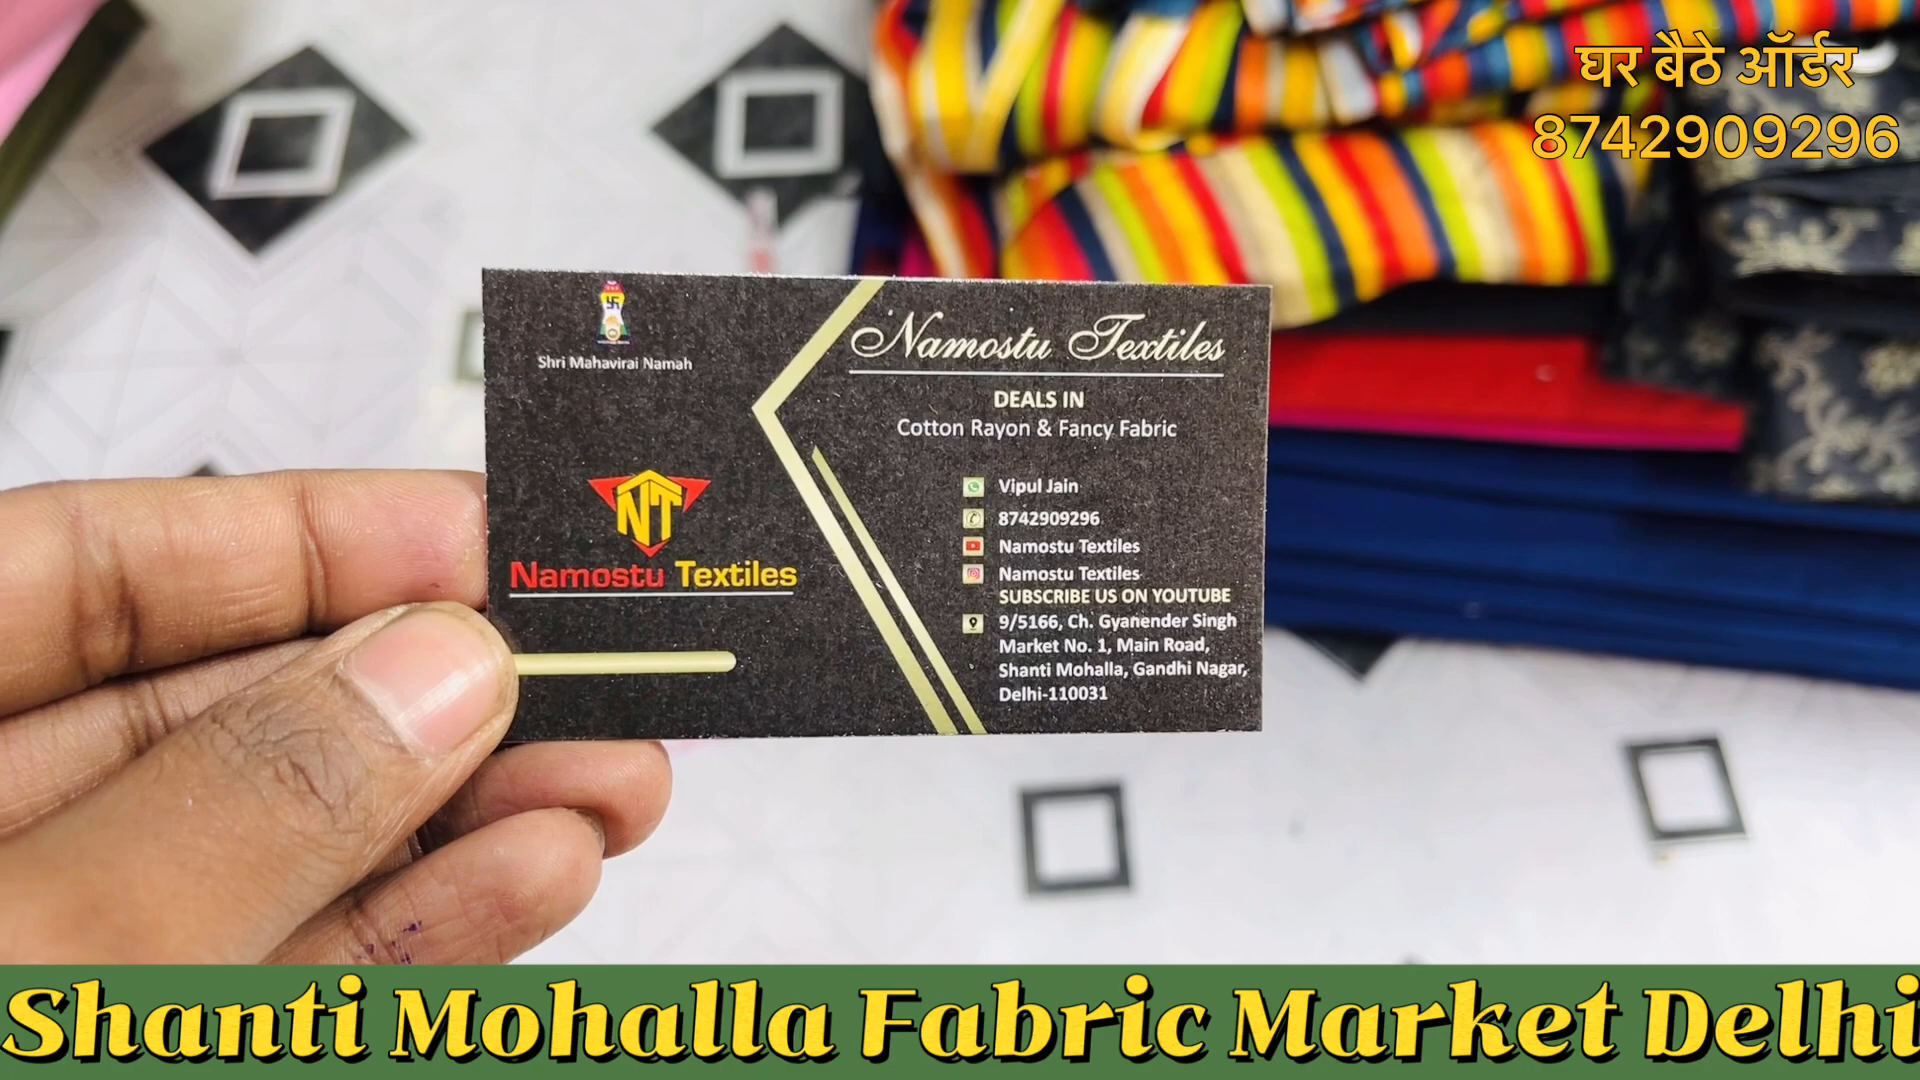 घर बैठे ऑर्डर
8742909296
Shri Mahavirai Namah
NT
Namostu Textiles
Namostu Textiles
DEALS IN
Cotton Rayon & Fancy Fabric
Vipul Jain
8742909296
Namostu Textiles
Namostu Textiles
SUBSCRIBE US ON YOUTUBE
9/5166, Ch. Gyanender Singh
Market No. 1, Main Road,
Shanti Mohalla, Gandhi Nagar,
Delhi-110031
Shanti Mohalla Fabric Market Delhi